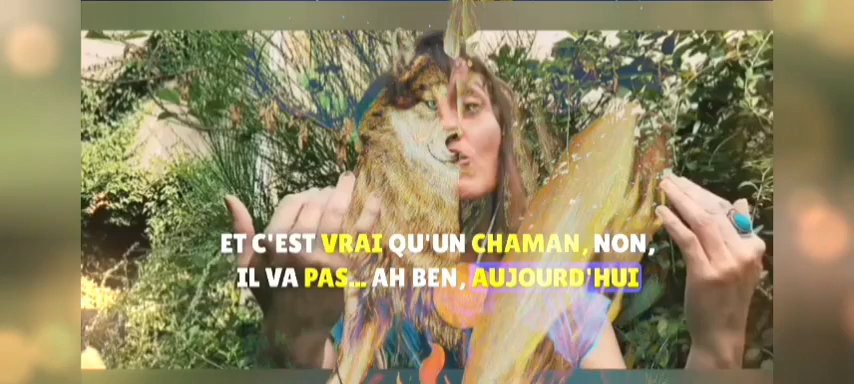 ET C'EST VRAI QU'UN CHAMAN, NON,
IL VA PAS... AH BEN, AUJOURD'HUI